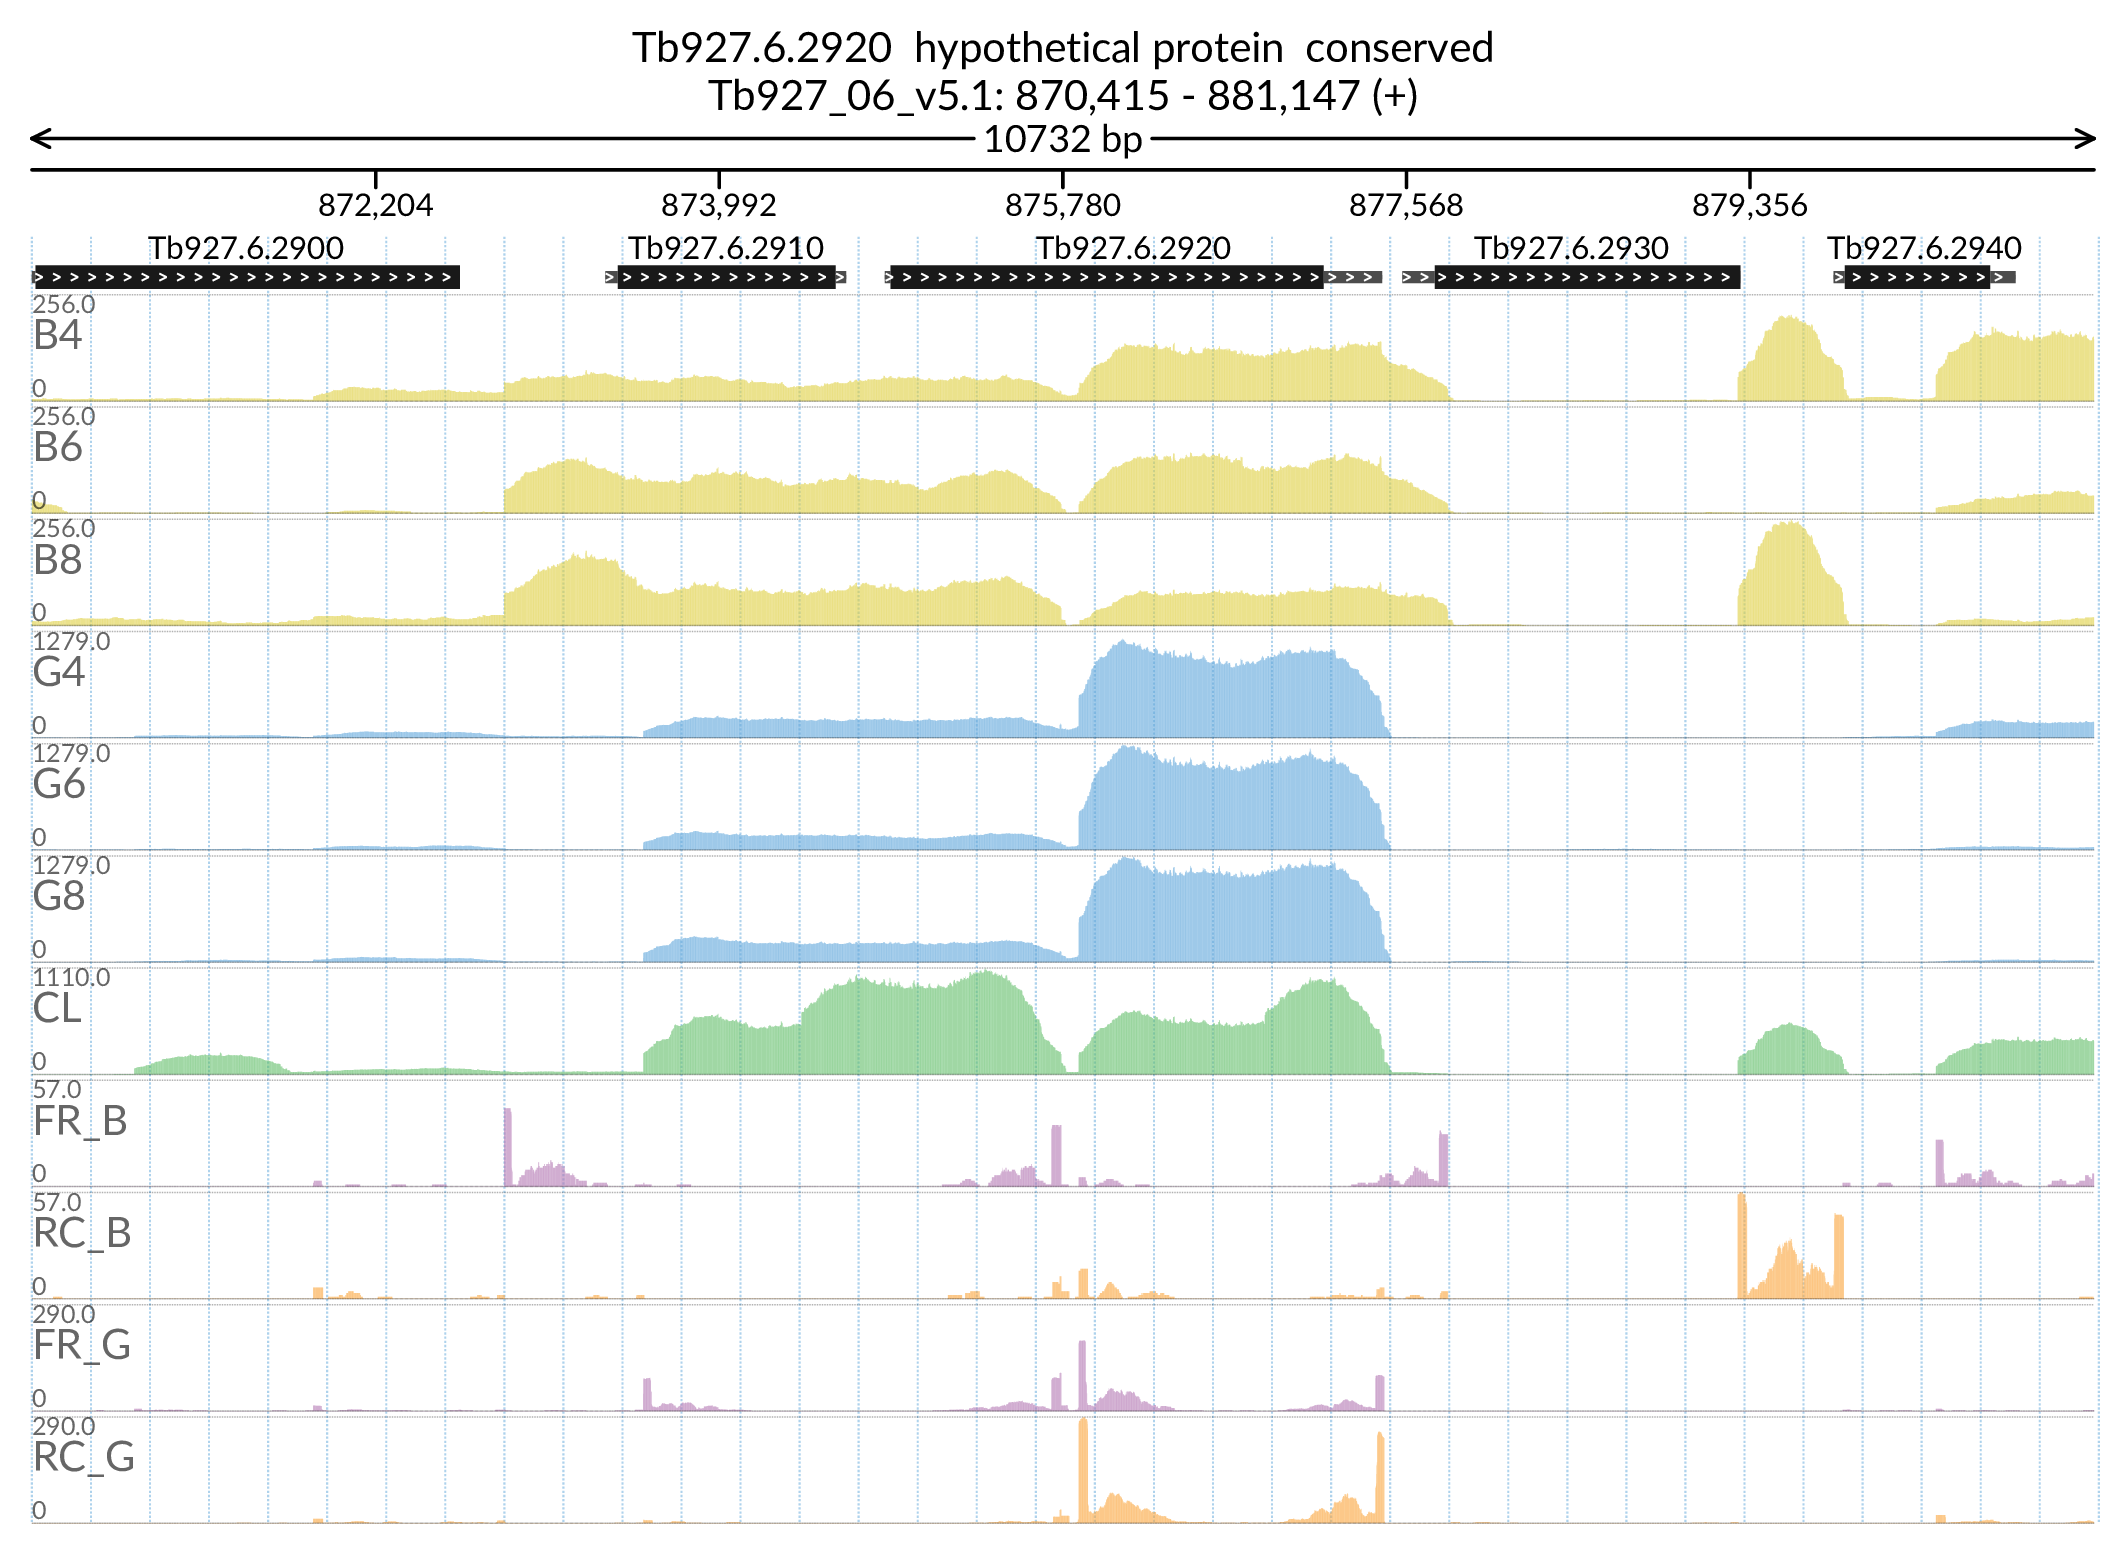 Tb927.6.2920  hypothetical protein  conserved
Tb927_06_v5.1: 870,415 - 881,147 (+)
10732 bp
872,204 873,992 875,780 877,568 879,356
Tb927.6.2900 Tb927.6.2910 Tb927.6.2920 Tb927.6.2930 Tb927.6.2940
256.0
B4
0
256.0
B6
0
256.0
B8
0
1279.0
G4
0
1279.0
G6
0
1279.0
G8
0
1110.0
CL
0
57.0
FR_B
0
57.0
RC_B
0
290.0
FR_G
0
290.0
RC_G
0